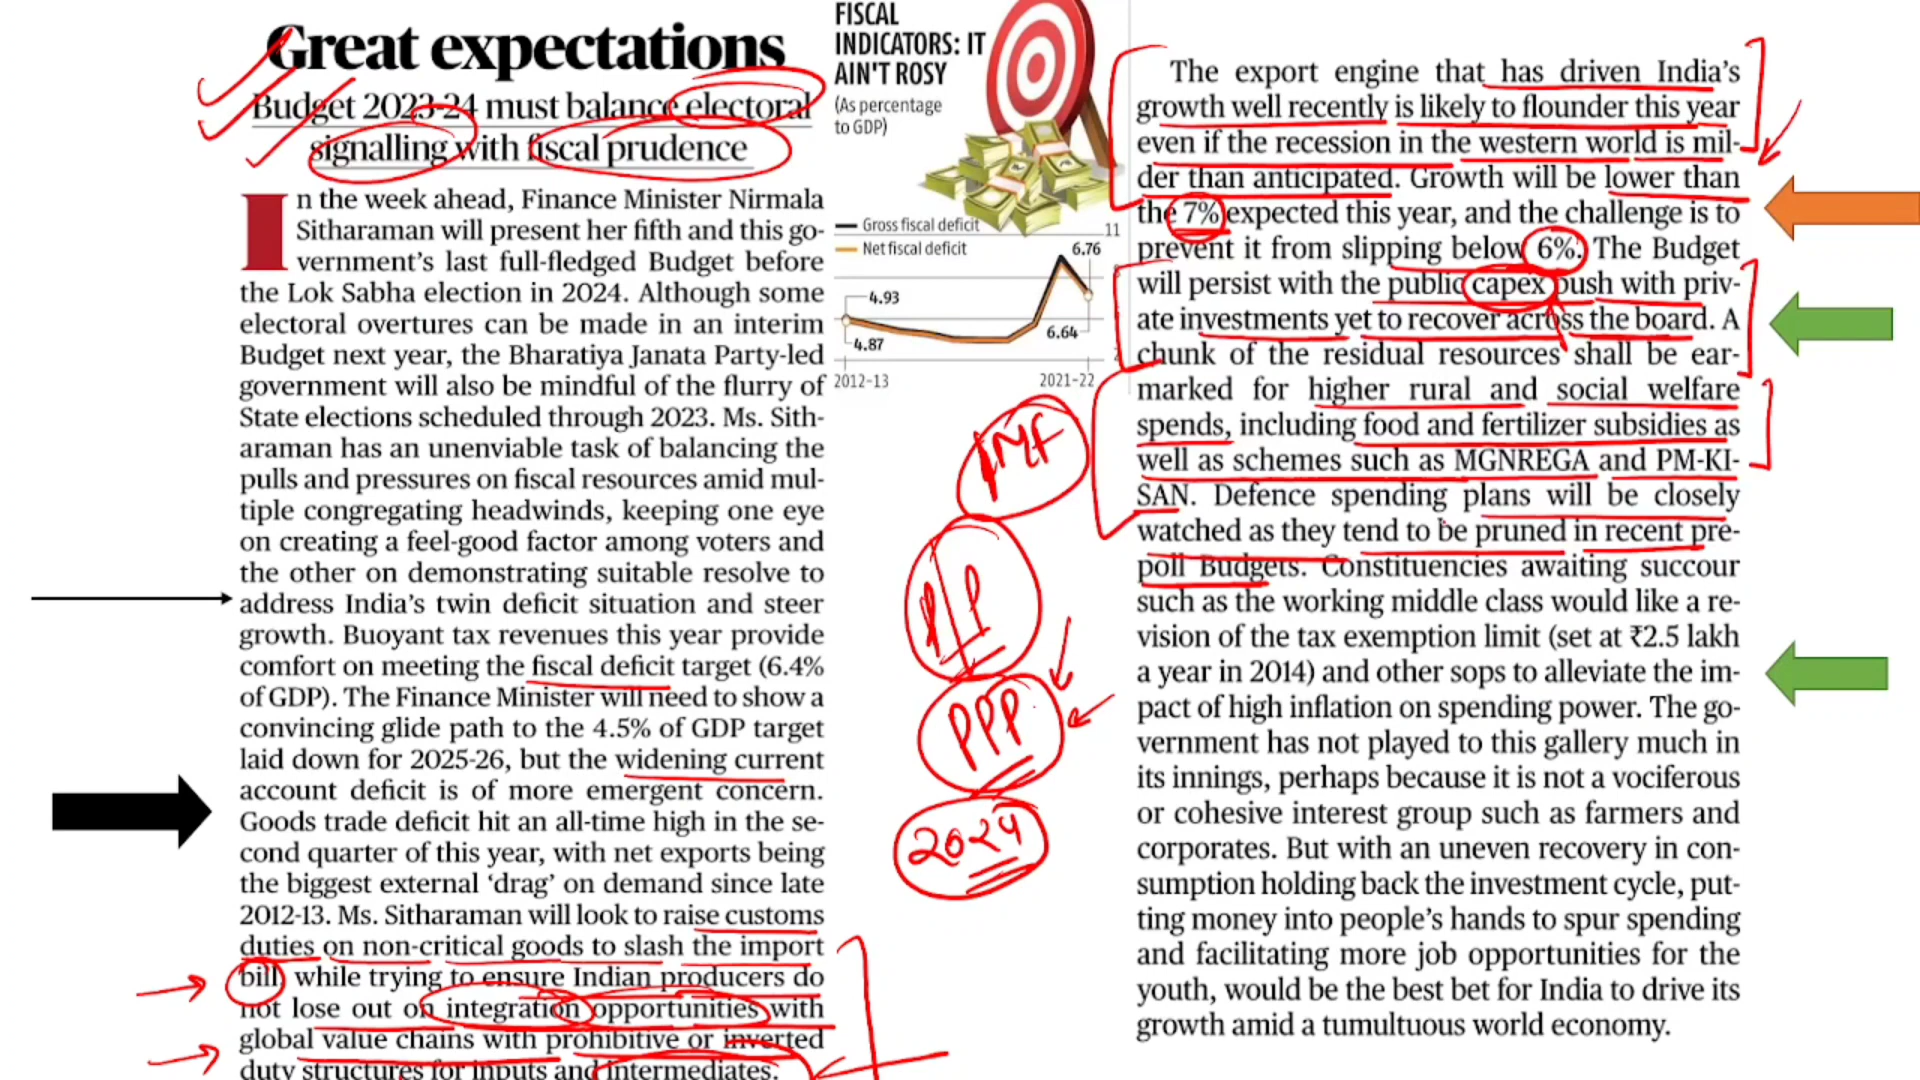 Great expectations
Budget 2023-24 must balance electoral
signalling with fiscal prudence
In the week ahead, Finance Minister Nirmala
Sitharaman will present her fifth and this go-
vernment's last full-fledged Budget before
the Lok Sabha election in 2024. Although some
electoral overtures can be made in an interim
Budget next year, the Bharatiya Janata Party-led
government will also be mindful of the flurry of
State elections scheduled through 2023. Ms. Sith-
araman has an unenviable task of balancing the
pulls and pressures on fiscal resources amid mul-
tiple congregating headwinds, keeping one eye
on creating a feel-good factor among voters and
the other on demonstrating suitable resolve to
address India's twin deficit situation and steer
growth. Buoyant tax revenues this year provide
comfort on meeting the fiscal deficit target (6.4%
of GDP). The Finance Minister will need to show a
convincing glide path to the 4.5% of GDP target
laid down for 2025-26, but the widening current
account deficit is of more emergent concern.
Goods trade deficit hit an all-time high in the se-
cond quarter of this year, with net exports being
the biggest external 'drag' on demand since late
2012-13. Ms. Sitharaman will look to raise customs
duties on non-critical goods to slash the import
bill, while trying to ensure Indian producers do
not lose out on integration opportunities with
global value chains with prohibitive or inverted
duty structures for inputs and intermediates.
FISCAL
INDICATORS: IT
AIN'T ROSY
(As percentage
to GDP)
Gross fiscal deficit
Net fiscal deficit
11
6.76
4.93
6.64
4.87
2012-13
2021-22
IMF
P/P
PPP
2024
The export engine that has driven India's
growth well recently is likely to flounder this year
even if the recession in the western world is mil-
der than anticipated. Growth will be lower than
the 7% expected this year, and the challenge is to
prevent it from slipping below 6%. The Budget
will persist with the public capex push with priv-
ate investments yet to recover across the board. A
chunk of the residual resources shall be ear-
marked for higher rural and social welfare
spends, including food and fertilizer subsidies as
well as schemes such as MGNREGA and PM-KI-
SAN. Defence spending plans will be closely
watched as they tend to be pruned in recent pre-
poll Budgets. Constituencies awaiting succour
such as the working middle class would like a re-
vision of the tax exemption limit (set at ₹2.5 lakh
a year in 2014) and other sops to alleviate the im-
pact of high inflation on spending power. The go-
vernment has not played to this gallery much in
its innings, perhaps because it is not a vociferous
or cohesive interest group such as farmers and
corporates. But with an uneven recovery in con-
sumption holding back the investment cycle, put-
ting money into people's hands to spur spending
and facilitating more job opportunities for the
youth, would be the best bet for India to drive its
growth amid a tumultuous world economy.